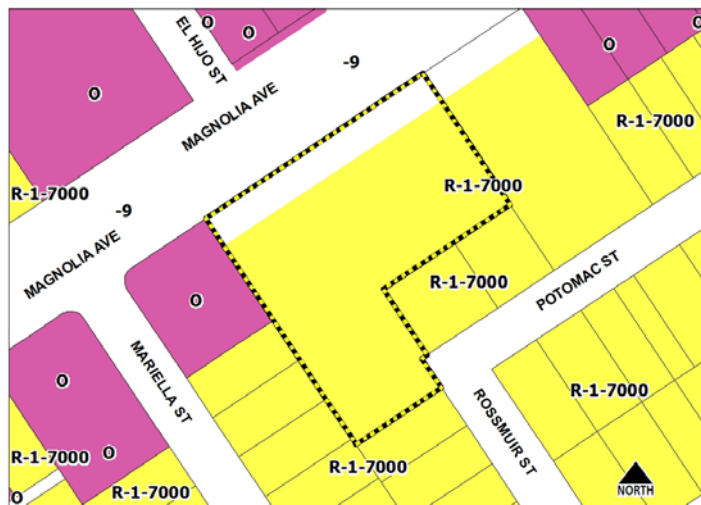 O
EL HIJO ST
O
O
O
O
-9
MAGNOLIA AVE
R-1-7000
R-1-7000
R-1-7000
-9
MAGNOLIA AVE
POTOMAC ST
R-1-7000
O
MARIELLA ST
O
R-1-7000
ROSSMUIR ST
R-1-7000
O
R-1-7000
R-1-7000
O
NORTH